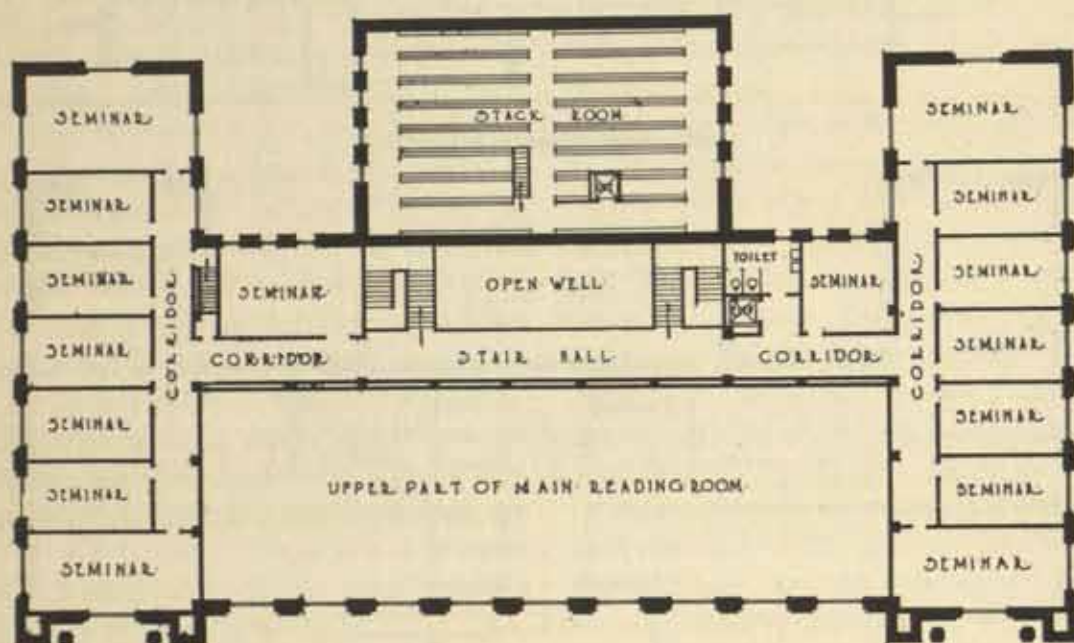 SEMINAR
STACK ROOM
SEMINAR
SEMINAR
SEMINAR
SEMINAR
SEMINAR
CORRIDOR
SEMINAR
OPEN WELL
TOILET
SEMINAR
CORRIDOR
SEMINAR
SEMINAR
CORRIDOR
STAIR HALL
CORRIDOR
SEMINAR
SEMINAR
SEMINAR
SEMINAR
UPPER PART OF MAIN READING ROOM
SEMINAR
SEMINAR
SEMINAR